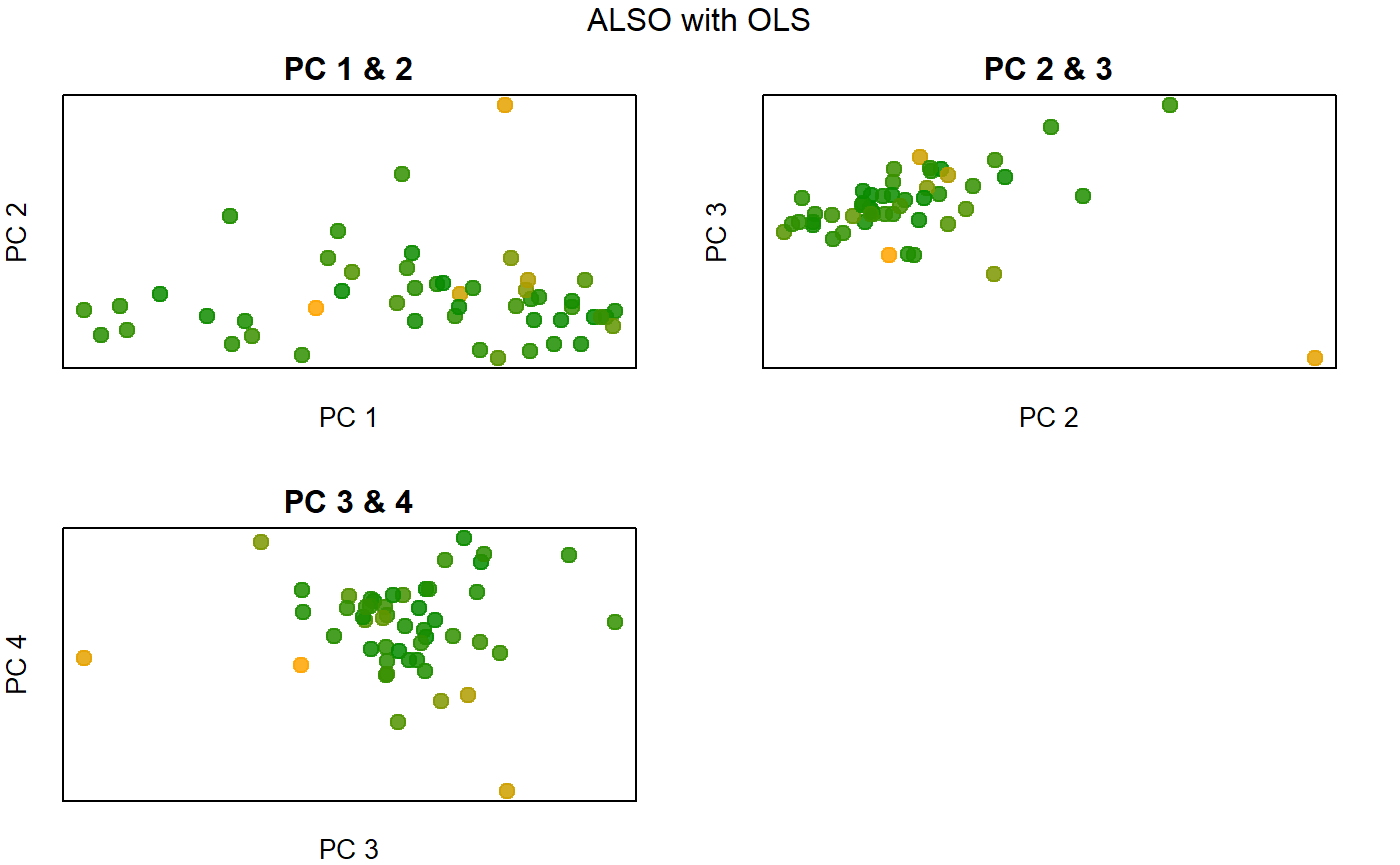 ALSO with OLS
PC 1 & 2
PC 2
PC 1
PC 2 & 3
PC 3
PC 2
PC 3 & 4
PC 4
PC 3